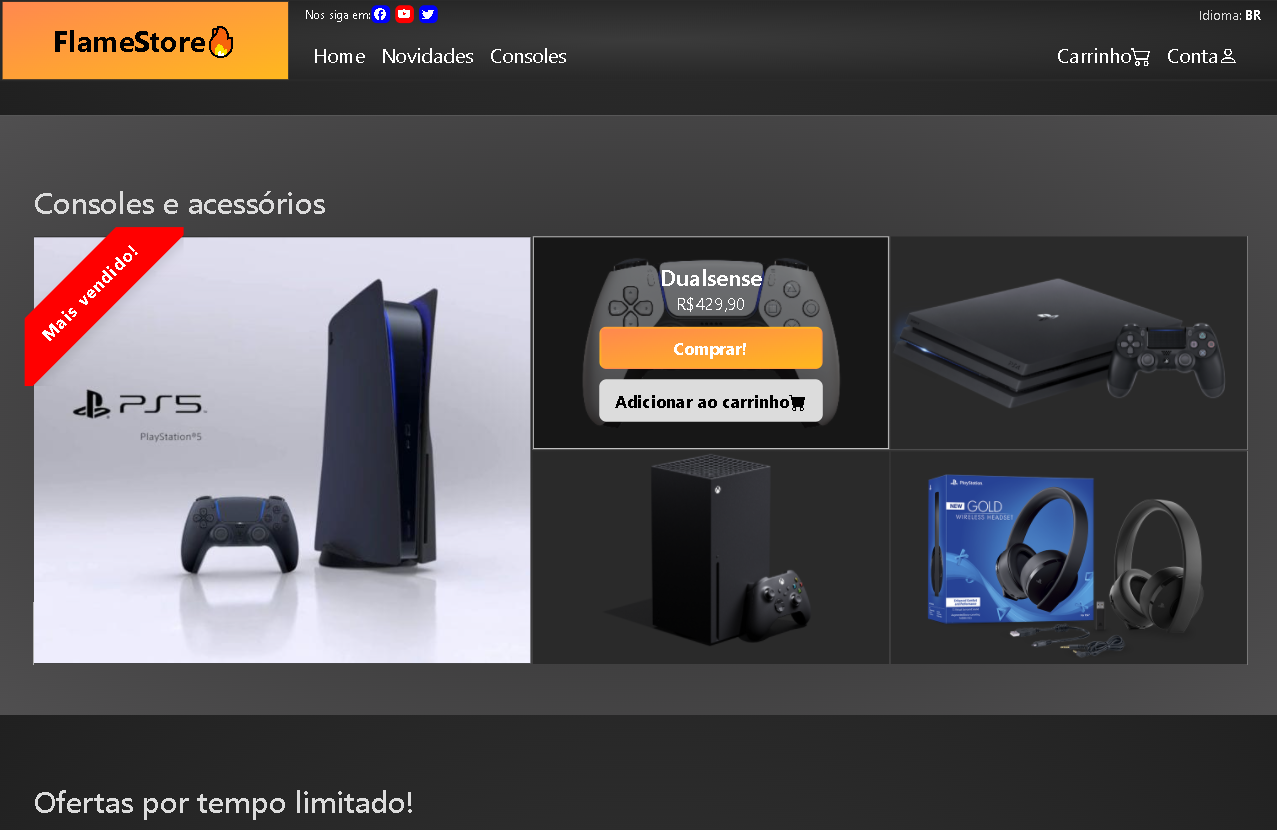 FlameStore
Nos siga em:
Idioma: BR
Home Novidades Consoles
Carrinho Conta
Consoles e acessórios
Mais vendido!
PS5
PlayStation®5
Dualsense
R$429,90
Comprar!
Adicionar ao carrinho
PlayStation
NEW GOLD
WIRELESS HEADSET
Ofertas por tempo limitado!